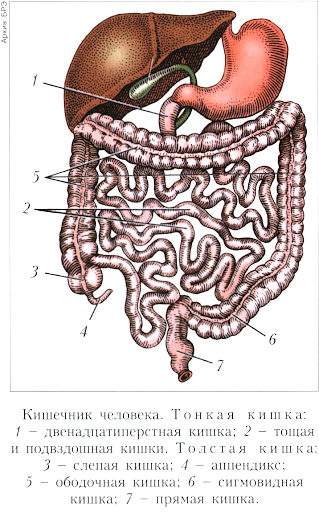 Архив БРЭ
1
5
2
3
4
6
7
Кишечник человека. Тонкая кишка:
1 – двенадцатиперстная кишка; 2 – тощая
и подвздошная кишки. Толстая кишка:
3 – слепая кишка; 4 – аппендикс;
5 – ободочная кишка; 6 – сигмовидная
кишка; 7 – прямая кишка.